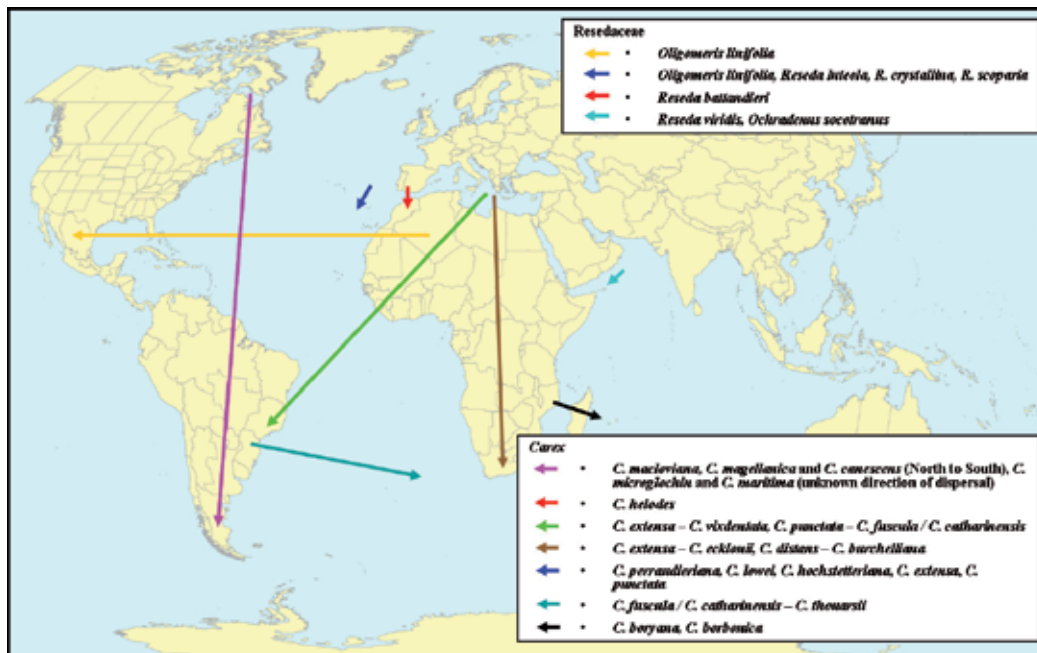 Resedaceae
• Oligomeris linifolia
• Oligomeris linifolia, Reseda luteola, R. crystallina, R. scoparia
• Reseda battandieri
• Reseda viridis, Ochradenus socotranus
Carex
• C. macloviana, C. magellanica and C. canescens (North to South), C.
microglochin and C. maritima (unknown direction of dispersal)
• C. helodes
• C. extensa – C. vixdentata, C. punctata – C. fuscula / C. catharinensis
• C. extensa – C. ecklonii, C. distans – C. burchelliana
• C. perraudieriana, C. lowei, C. hochstetteriana, C. extensa, C.
punctata
• C. fuscula / C. catharinensis – C. thouarsii
• C. boryana, C. borbonica